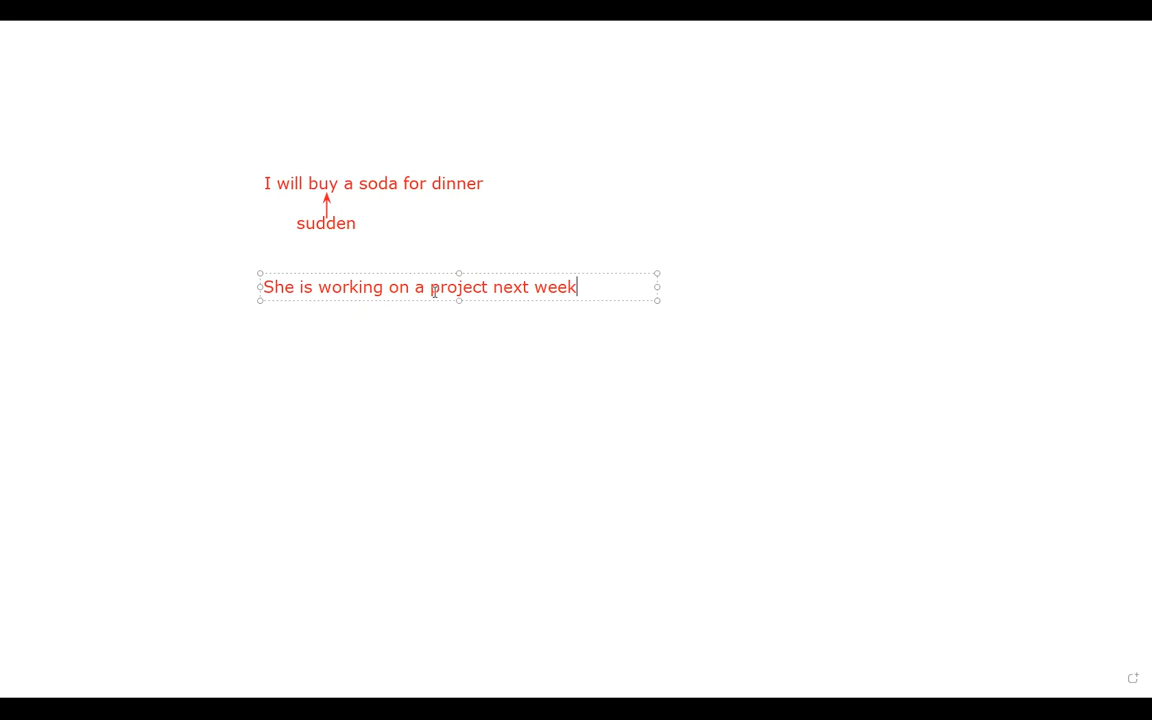 I will buy a soda for dinner
sudden
She is working on a project next week